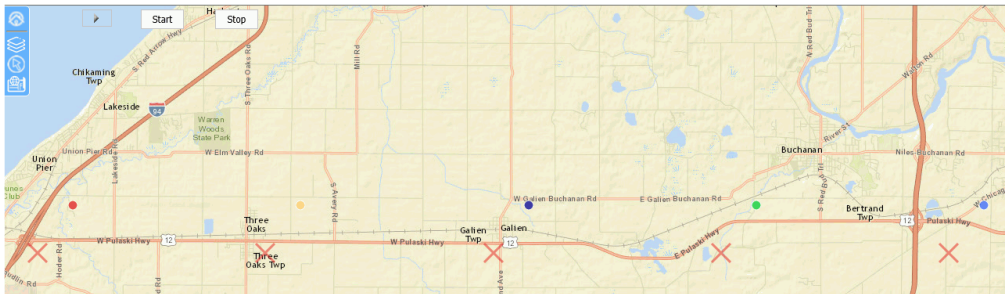 Start
Stop
S Red Arrow Hwy
Chikaming
Twp
Lakeside
94
Warren
Woods
State Park
Union Pier Rd
Union
Pier
W Elm Valley Rd
S Three Oaks Rd
Mill Rd
S Avery Rd
N Red Bud Trl
Walton Rd
River St
Buchanan
Niles-Buchanan Rd
S Red Bud Trl
W Galien Buchanan Rd
E Galien Buchanan Rd
Bertrand
Twp
12
Pulaski Hwy
Three
Oaks
W Pulaski Hwy
12
W Pulaski Hwy
Galien
Twp
Galien
12
E Pulaski Hwy
Three
Oaks Twp
Hoder Rd